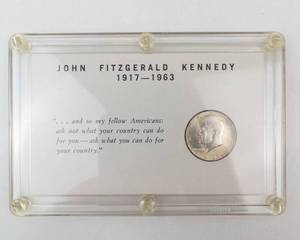 JOHN FITZGERALD KENNEDY
1917—1963
". . . and so my fellow Americans:
ask not what your country can do
for you—ask what you can do for
your country."